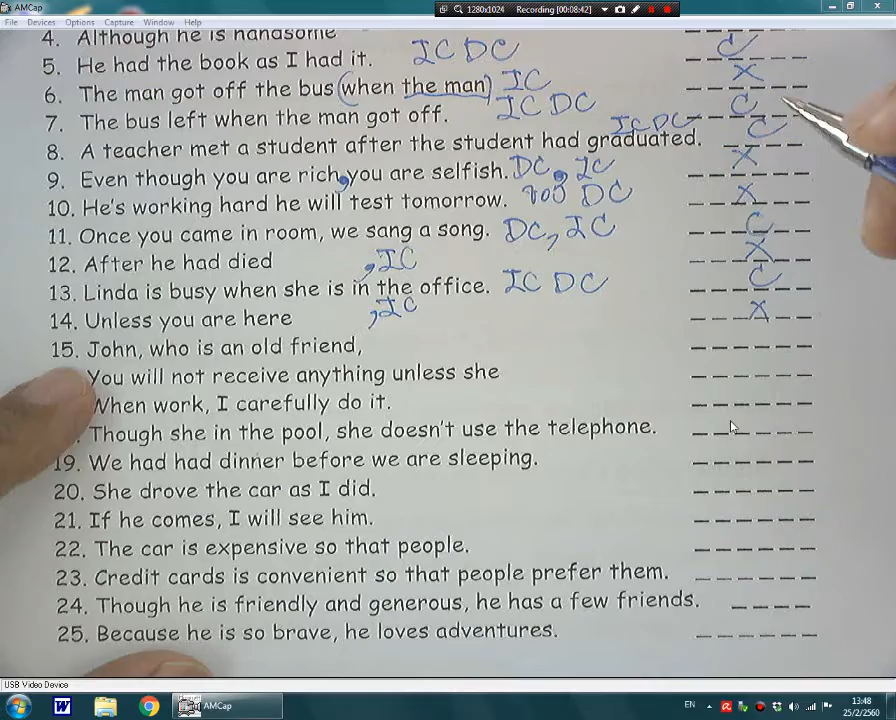 AMCap
1280x1024 Recording [00:08:42]
File Devices Options Capture Window Help
4. Although he is handsome C
5. He had the book as I had it. IC DC
6. The man got off the bus (when the man) IC X
7. The bus left when the man got off. IC DC C
8. A teacher met a student after the student had graduated. IC DC C
9. Even though you are rich, you are selfish. DC, IC X
10. He's working hard he will test tomorrow. DC X
11. Once you came in room, we sang a song. DC, IC C
12. After he had died , IC X
13. Linda is busy when she is in the office. IC DC C
14. Unless you are here , IC X
15. John, who is an old friend,
You will not receive anything unless she
When work, I carefully do it.
Though she in the pool, she doesn't use the telephone.
19. We had had dinner before we are sleeping.
20. She drove the car as I did.
21. If he comes, I will see him.
22. The car is expensive so that people.
23. Credit cards is convenient so that people prefer them.
24. Though he is friendly and generous, he has a few friends.
25. Because he is so brave, he loves adventures.
USB Video Device
W AMCap EN 13:48
25/2/2560